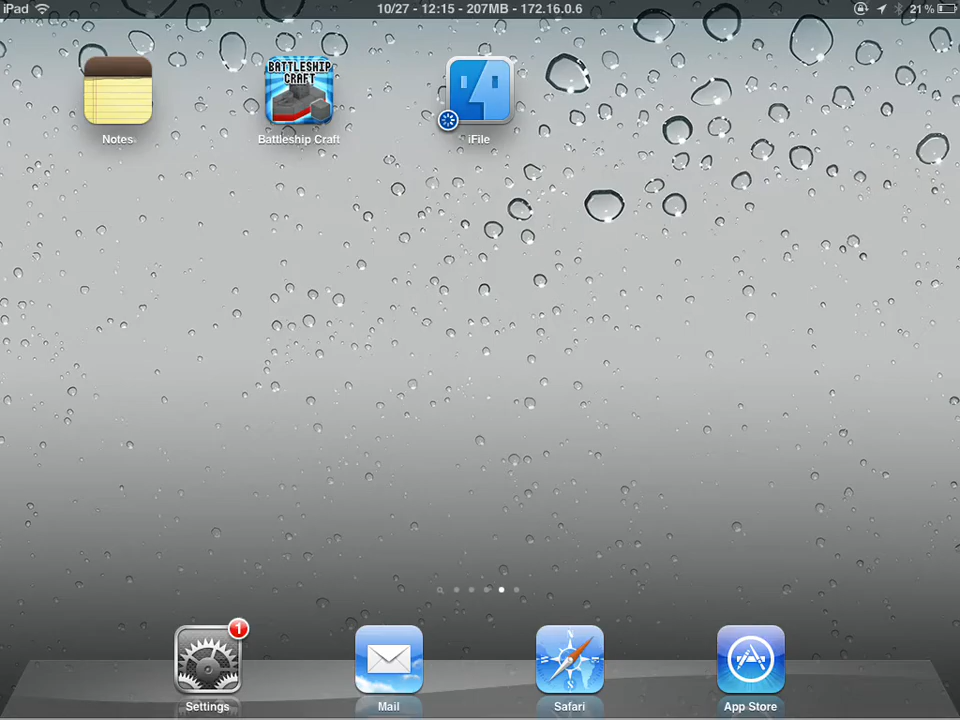 iPad 10/27 - 12:15 - 207MB - 172.16.0.6 21 %
BATTLESHIP
CRAFT
Notes Battleship Craft iFile
1
Settings Mail Safari App Store